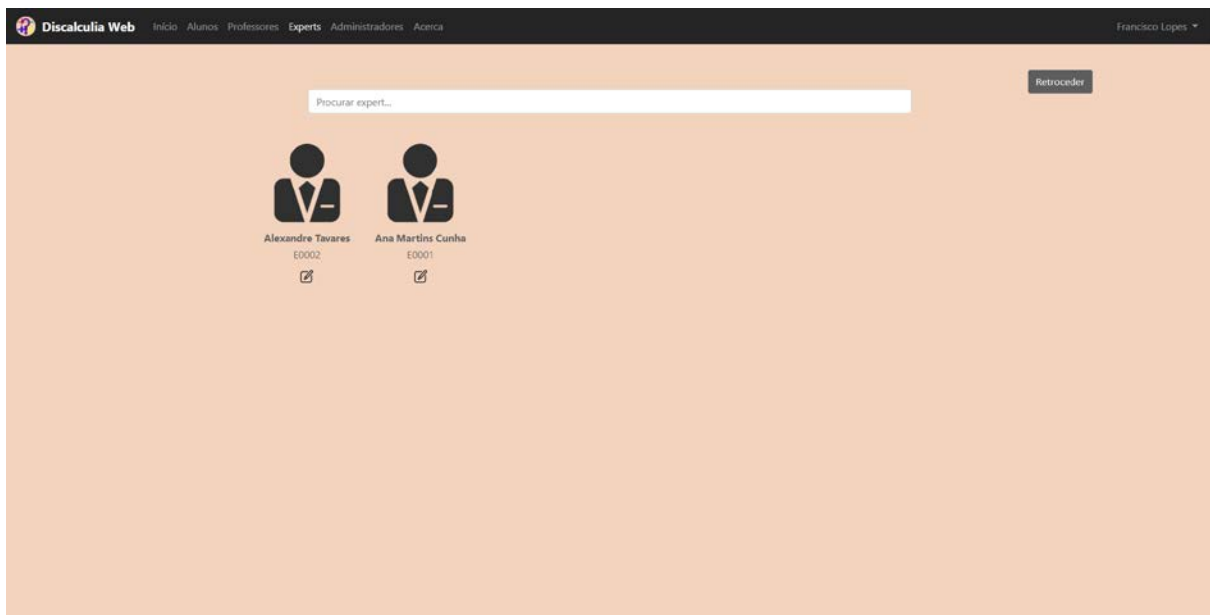 Discalculia Web Início Alunos Professores Experts Administradores Acerca Francisco Lopes
Retroceder
Procurar expert...
Alexandre Tavares Ana Martins Cunha
E0002 E0001